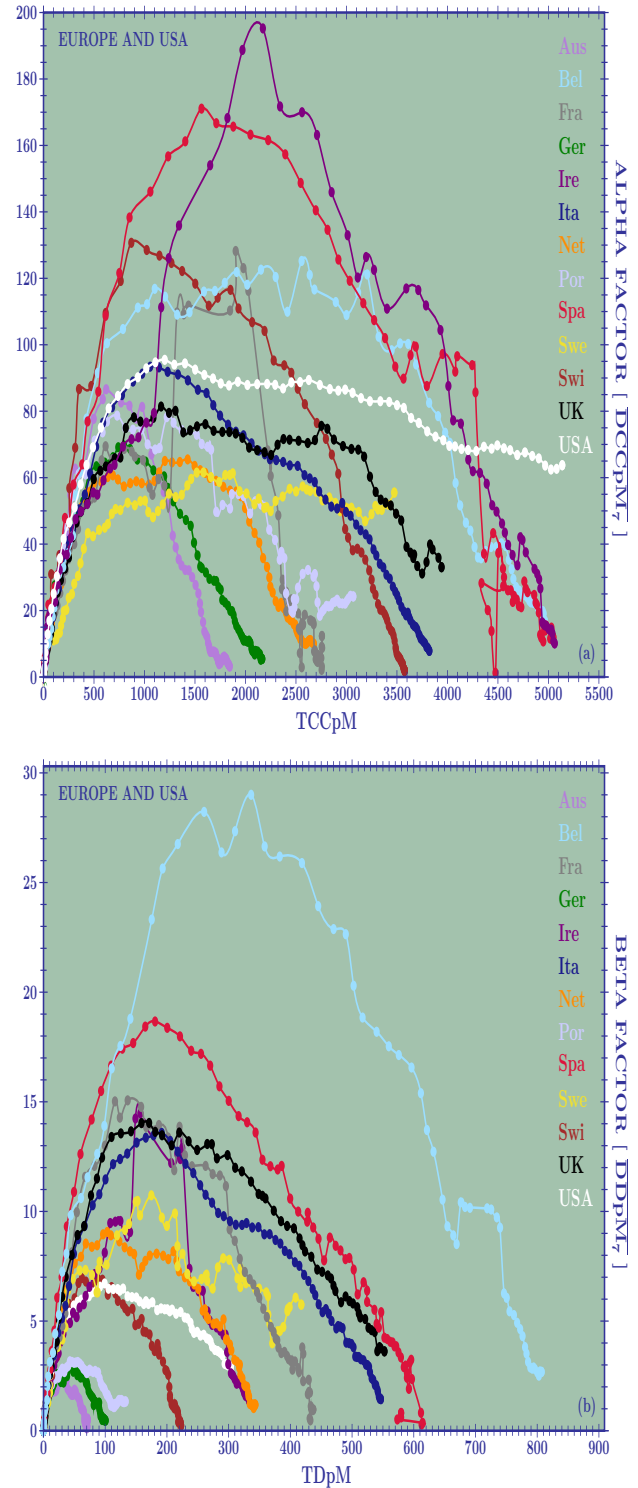 200
180
160
140
120
100
80
60
40
20
0
EUROPE AND USA
Aus
Bel
Fra
Ger
Ire
Ita
Net
Por
Spa
Swe
Swi
UK
USA
(a)
ALPHA FACTOR [ DCCpM₇ ]
0 500 1000 1500 2000 2500 3000 3500 4000 4500 5000 5500
TCCpM
30
25
20
15
10
5
0
EUROPE AND USA
Aus
Bel
Fra
Ger
Ire
Ita
Net
Por
Spa
Swe
Swi
UK
USA
(b)
BETA FACTOR [ DDpM₇ ]
0 100 200 300 400 500 600 700 800 900
TDpM